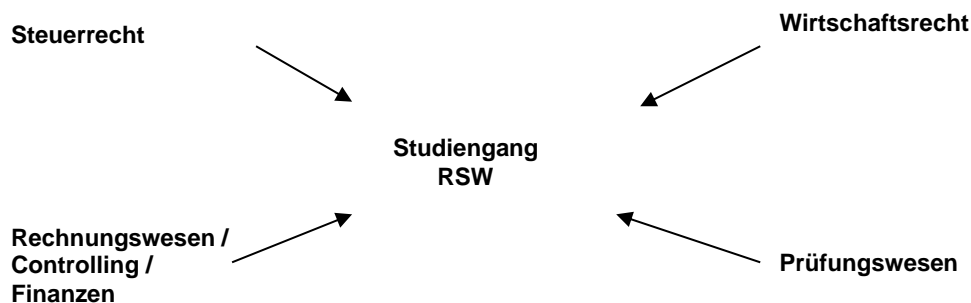 Steuerrecht
Wirtschaftsrecht
Studiengang
RSW
Rechnungswesen /
Controlling /
Finanzen
Prüfungswesen